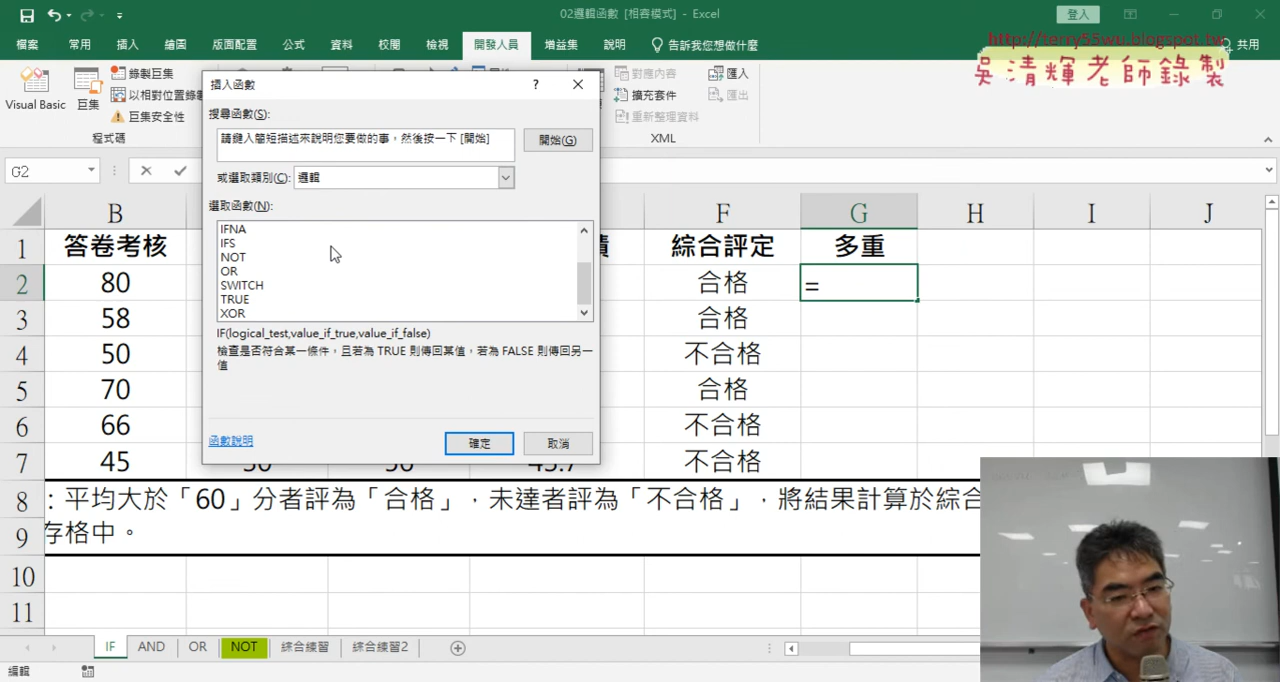 02邏輯函數 [相容模式] - Excel
登入
檔案 常用 插入 繪圖 版面配置 公式 資料 校閱 檢視 開發人員 增益集 說明 告訴我您想做什麼 共用
http://terry55wu.blogspot.tw
吳清輝老師錄製
Visual Basic
巨集
錄製巨集
以相對位置錄製
巨集安全性
程式碼
對應內容
擴充套件
重新整理資料
匯入
匯出
XML
插入函數
? ×
搜尋函數(S):
請鍵入簡短描述來說明您要做的事，然後按一下 [開始]
開始(G)
或選取類別(C): 邏輯
選取函數(N):
IFNA
IFS
NOT
OR
SWITCH
TRUE
XOR
IF(logical_test,value_if_true,value_if_false)
檢查是否符合某一條件，且若為 TRUE 則傳回某值，若為 FALSE 則傳回另一
值
函數說明
確定
取消
G2
B F G H I J
1 答卷考核 績 綜合評定 多重
2 80 合格 =
3 58 合格
4 50 不合格
5 70 合格
6 66 不合格
7 45 不合格
8 ：平均大於「60」分者評為「合格」，未達者評為「不合格」，將結果計算於綜合
9 存格中。
10
11
IF AND OR NOT 綜合練習 綜合練習2
編輯